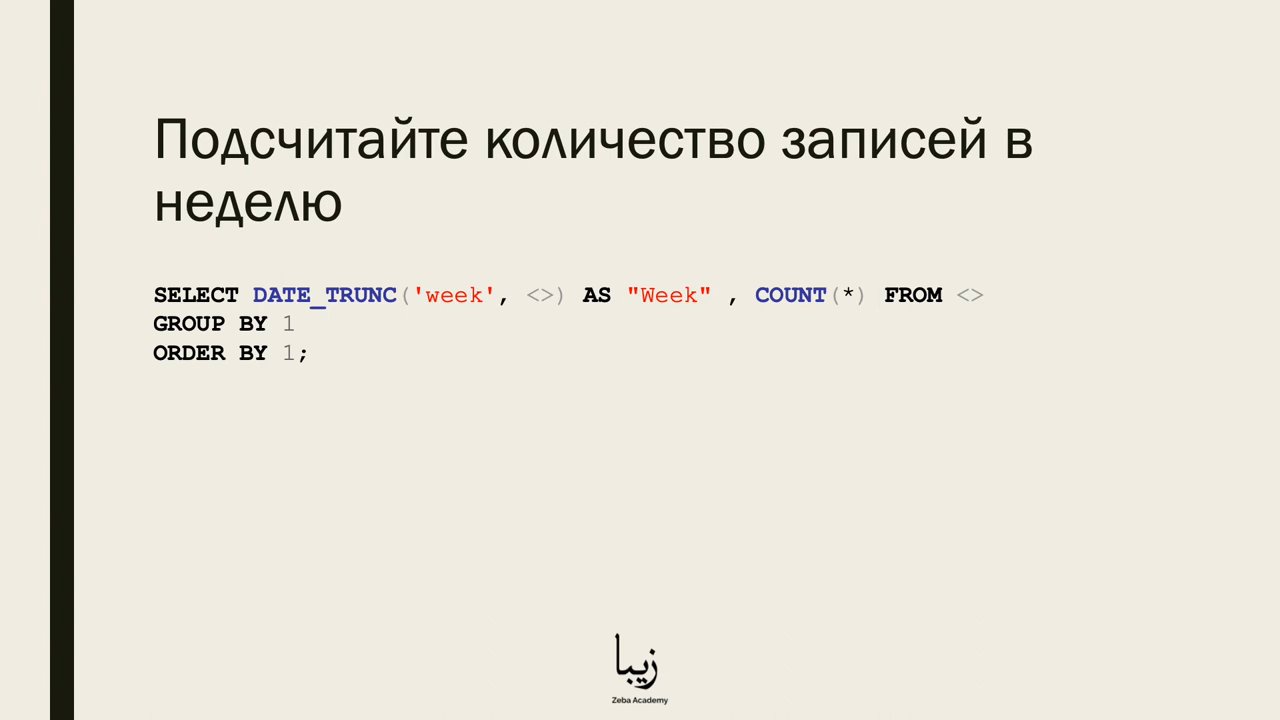 Подсчитайте количество записей в
неделю
SELECT DATE_TRUNC('week', <>) AS "Week" , COUNT(*) FROM <>
GROUP BY 1
ORDER BY 1;
زيبا
Zeba Academy